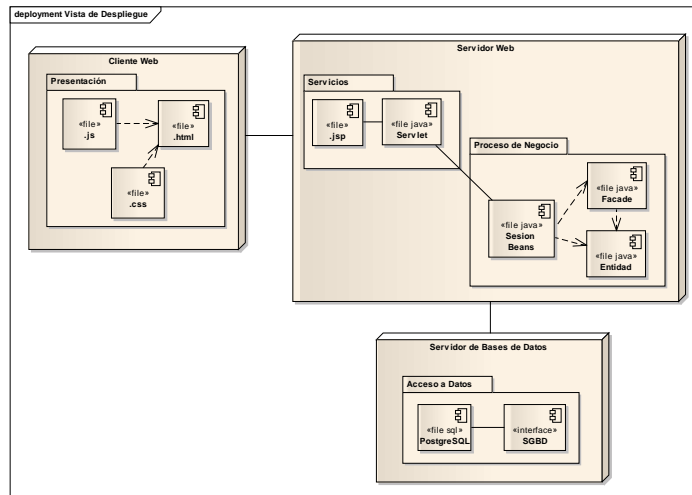 deployment Vista de Despliegue
Cliente Web
Presentación
«file»
.js
«file»
.html
«file»
.css
Servidor Web
Servicios
«file»
.jsp
«file java»
Servlet
Proceso de Negocio
«file java»
Facade
«file java»
Sesion
Beans
«file java»
Entidad
Servidor de Bases de Datos
Acceso a Datos
«file sql»
PostgreSQL
«interface»
SGBD